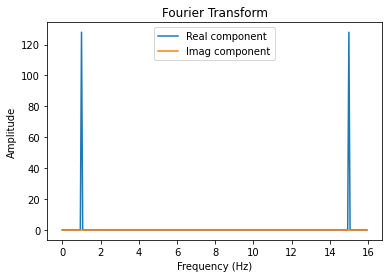 Fourier Transform
Real component
Imag component
120
100
80
60
40
20
0
Amplitude
0 2 4 6 8 10 12 14 16
Frequency (Hz)